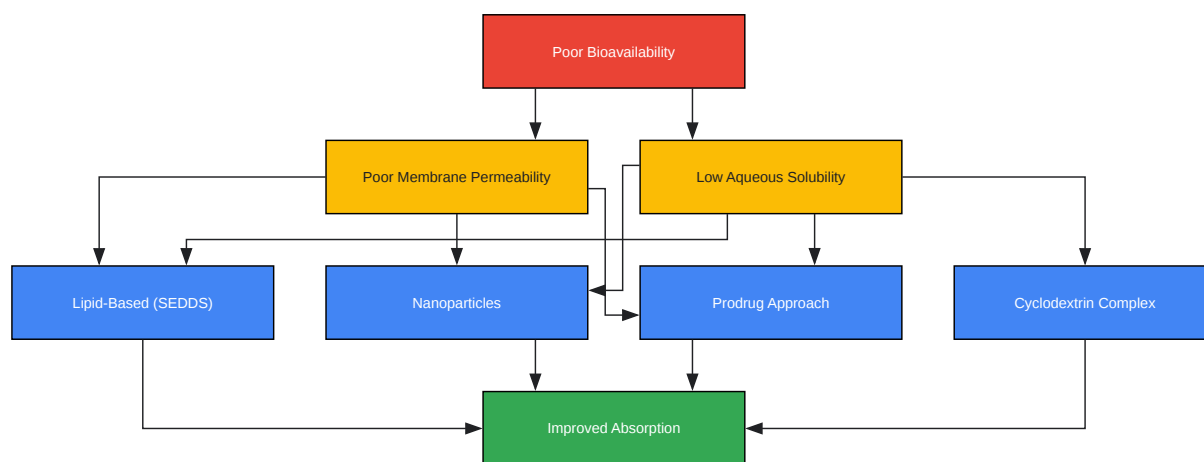 Poor Bioavailability
Poor Membrane Permeability
Low Aqueous Solubility
Lipid-Based (SEDDS)
Nanoparticles
Prodrug Approach
Cyclodextrin Complex
Improved Absorption